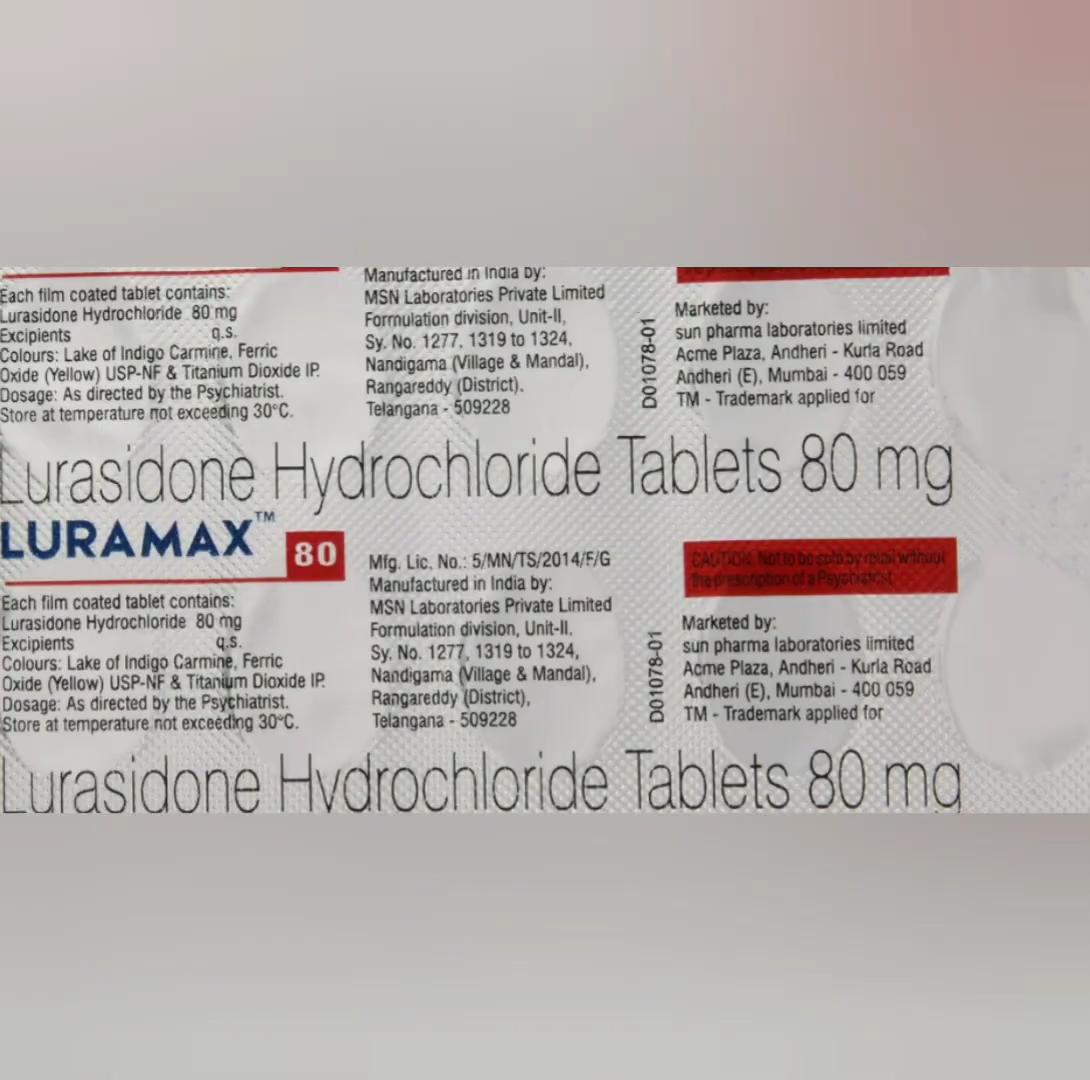 Each film coated tablet contains:
Lurasidone Hydrochloride 80 mg
Excipients q.s.
Colours: Lake of Indigo Carmine, Ferric
Oxide (Yellow) USP-NF & Titanium Dioxide IP.
Dosage: As directed by the Psychiatrist.
Store at temperature not exceeding 30°C.
Manufactured in India by:
MSN Laboratories Private Limited
Formulation division, Unit-II,
Sy. No. 1277, 1319 to 1324,
Nandigama (Village & Mandal),
Rangareddy (District),
Telangana - 509228
D01078-01
Marketed by:
sun pharma laboratories limited
Acme Plaza, Andheri - Kurla Road
Andheri (E), Mumbai - 400 059
TM - Trademark applied for
Lurasidone Hydrochloride Tablets 80 mg
LURAMAX™ 80
Each film coated tablet contains:
Lurasidone Hydrochloride 80 mg
Excipients q.s.
Colours: Lake of Indigo Carmine, Ferric
Oxide (Yellow) USP-NF & Titanium Dioxide IP.
Dosage: As directed by the Psychiatrist.
Store at temperature not exceeding 30°C.
Mfg. Lic. No.: 5/MN/TS/2014/F/G
Manufactured in India by:
MSN Laboratories Private Limited
Formulation division, Unit-II,
Sy. No. 1277, 1319 to 1324,
Nandigama (Village & Mandal),
Rangareddy (District),
Telangana - 509228
D01078-01
CAUTION: Not to be sold by retail without
the prescription of a Psychiatrist
Marketed by:
sun pharma laboratories limited
Acme Plaza, Andheri - Kurla Road
Andheri (E), Mumbai - 400 059
TM - Trademark applied for
Lurasidone Hydrochloride Tablets 80 mg